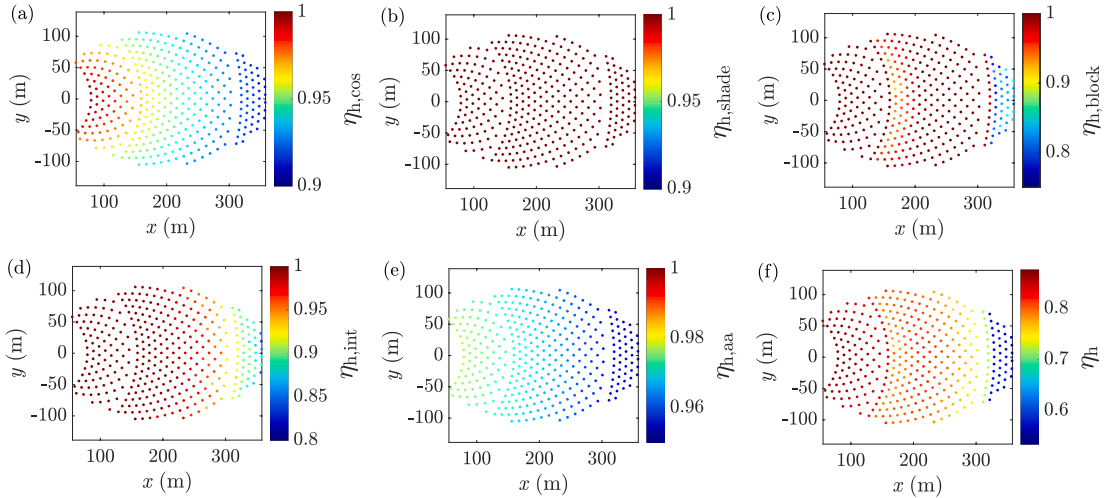 (a)
100
50
0
-50
-100
y (m)
100 200 300
x (m)
1
0.95
0.9
ηh,cos
(b)
100
50
0
-50
-100
y (m)
100 200 300
x (m)
1
0.95
0.9
ηh,shade
(c)
100
50
0
-50
-100
y (m)
100 200 300
x (m)
1
0.9
0.8
ηh,block
(d)
100
50
0
-50
-100
y (m)
100 200 300
x (m)
1
0.95
0.9
0.85
0.8
ηh,int
(e)
100
50
0
-50
-100
y (m)
100 200 300
x (m)
1
0.98
0.96
ηh,aa
(f)
100
50
0
-50
-100
y (m)
100 200 300
x (m)
0.8
0.7
0.6
ηh